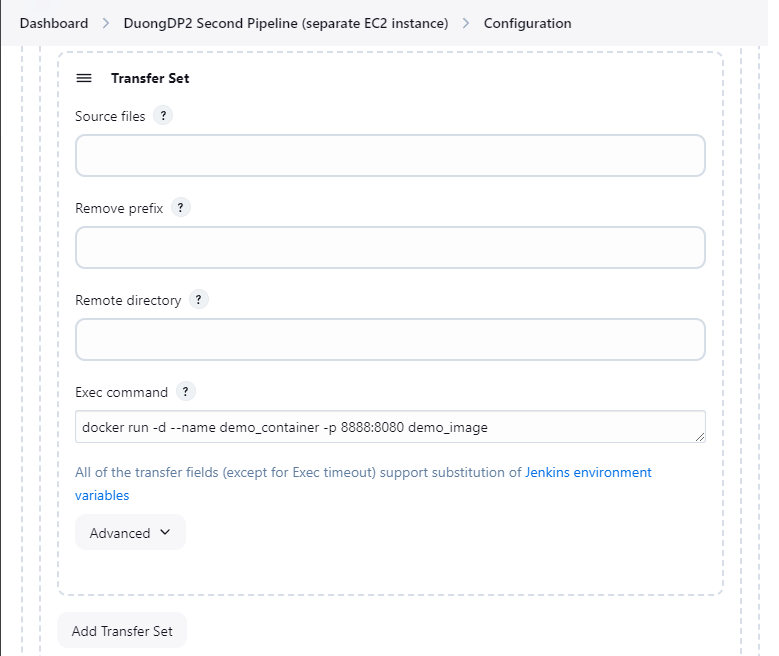 Dashboard > DuongDP2 Second Pipeline (separate EC2 instance) > Configuration
Transfer Set
Source files ?
Remove prefix ?
Remote directory ?
Exec command ?
docker run -d --name demo_container -p 8888:8080 demo_image
All of the transfer fields (except for Exec timeout) support substitution of Jenkins environment
variables
Advanced
Add Transfer Set